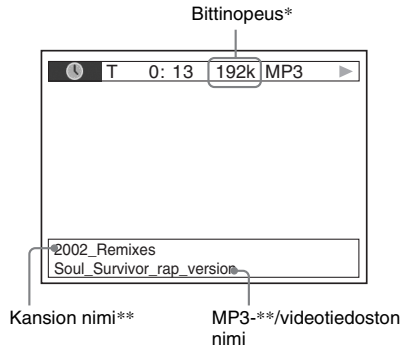 Bittinopeus*
T 0: 13 192k MP3
2002_Remixes
Soul_Survivor_rap_version
Kansion nimi**
MP3-**/videotiedoston
nimi